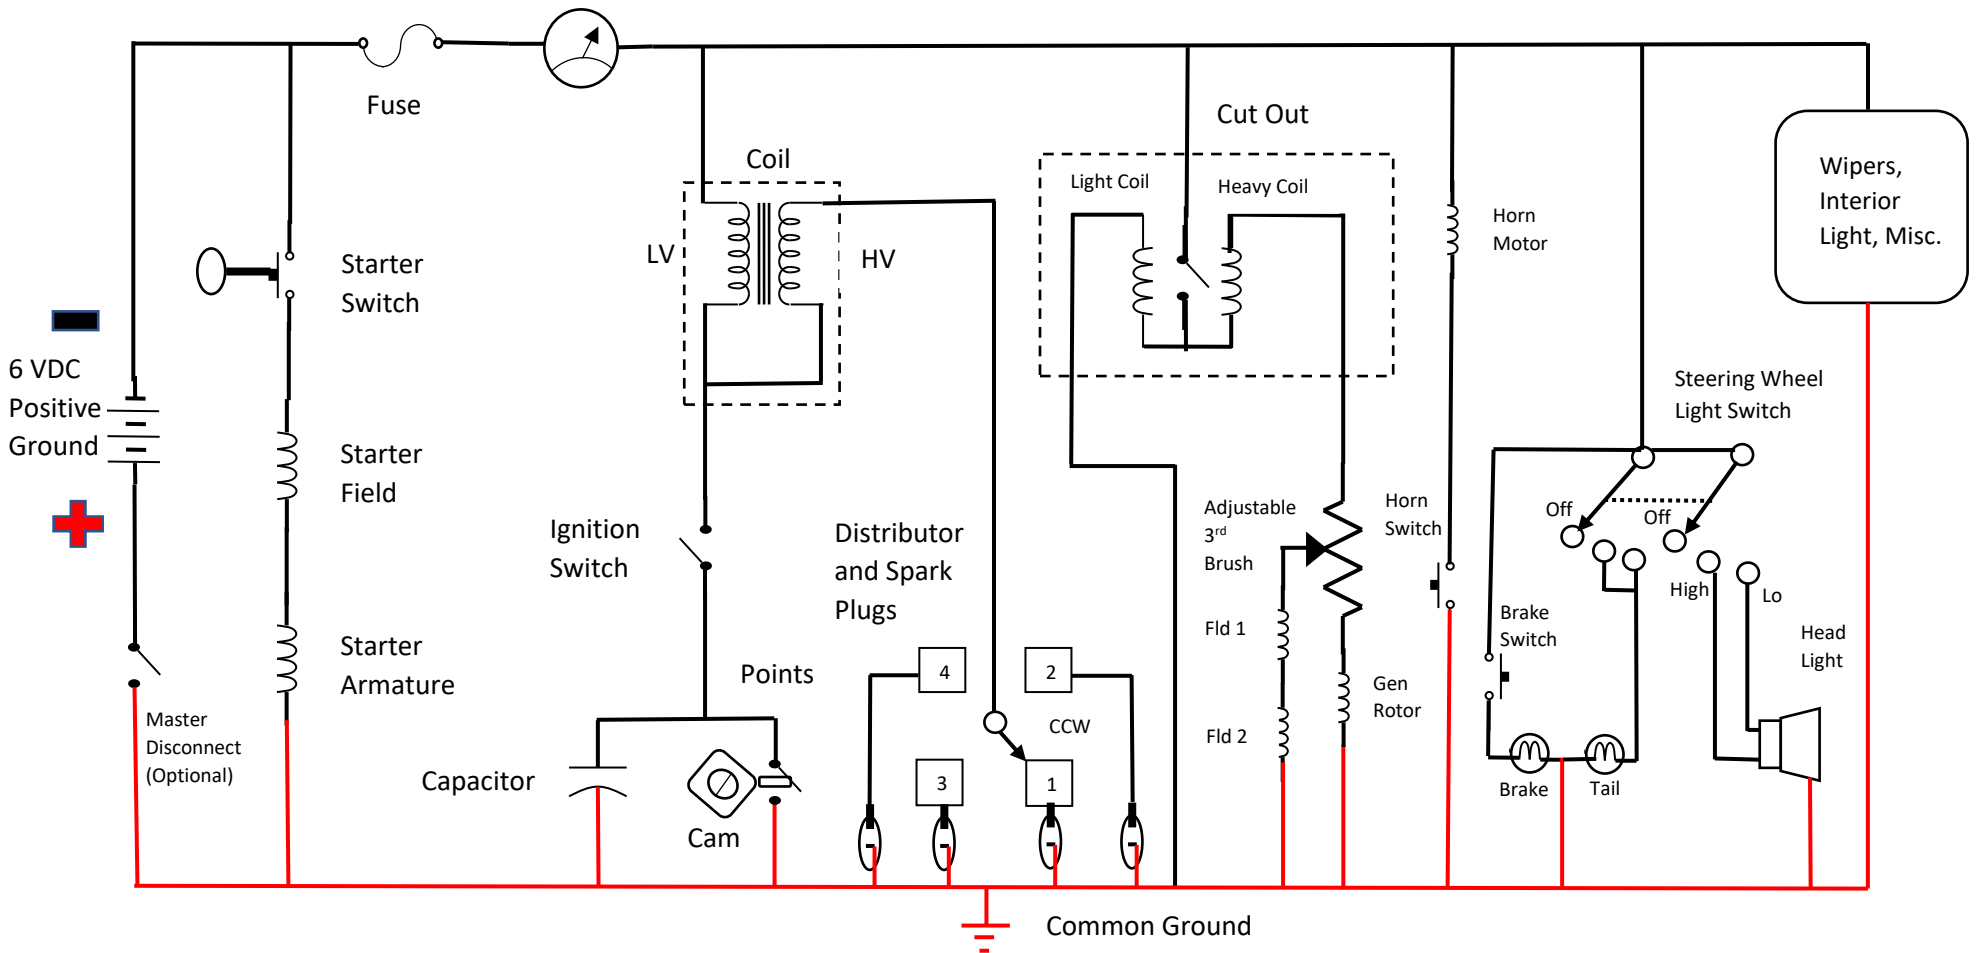 Fuse
Cut Out
Coil
Light Coil
Heavy Coil
Wipers,
Interior
Light, Misc.
Horn
Motor
LV
HV
Starter
Switch
6 VDC
Positive
Ground
Steering Wheel
Light Switch
Starter
Field
Ignition
Switch
Distributor
and Spark
Plugs
Adjustable
3rd
Brush
Horn
Switch
Off
Off
High
Lo
Fld 1
Brake
Switch
Head
Light
Starter
Armature
Points
4
2
CCW
Gen
Rotor
Master
Disconnect
(Optional)
Fld 2
Capacitor
3
1
Brake
Tail
Cam
Common Ground